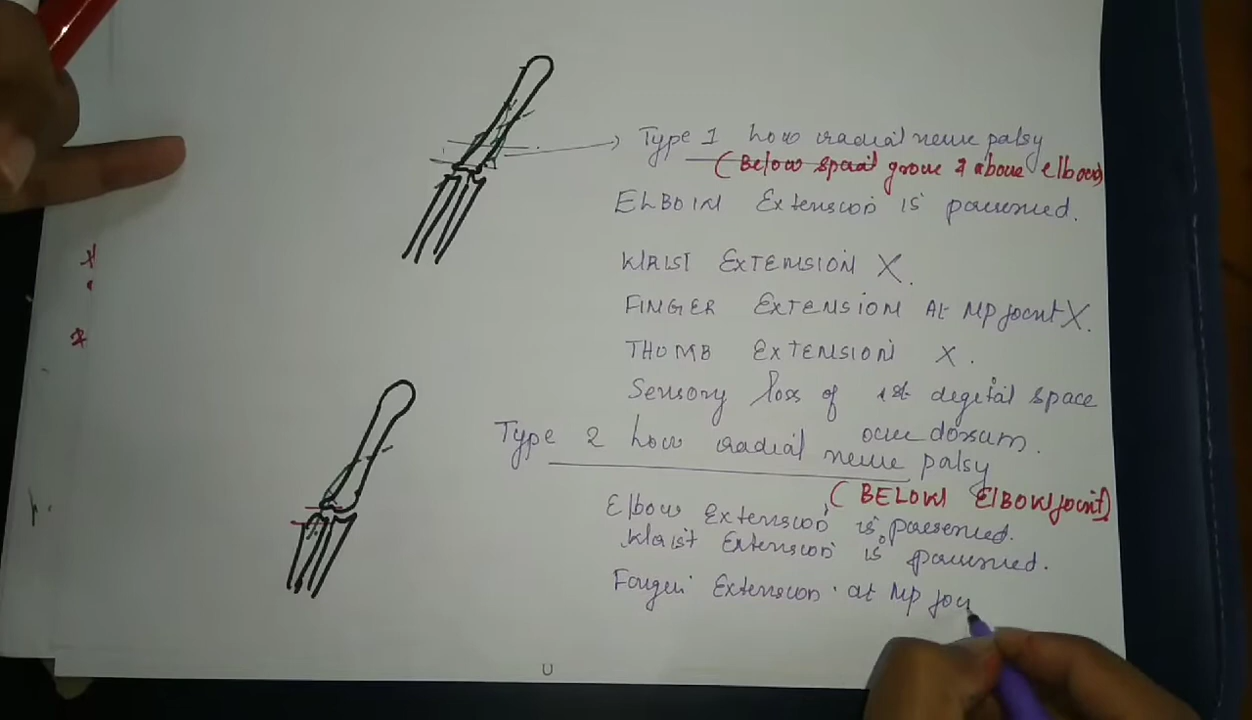 Type 1 low radial nerve palsy
(Below spiral grove & above elbow)
ELBOW Extension is preserved.
WRIST EXTENSION X.
FINGER EXTENSION At MP joint X.
THUMB EXTENSION X.
Sensory loss of 1st degital space
over dorsum.
Type 2 low radial nerve palsy
(BELOW Elbow joint)
Elbow Extension is preserved.
Wrist Extension is preserved.
Finger Extension at MP joi